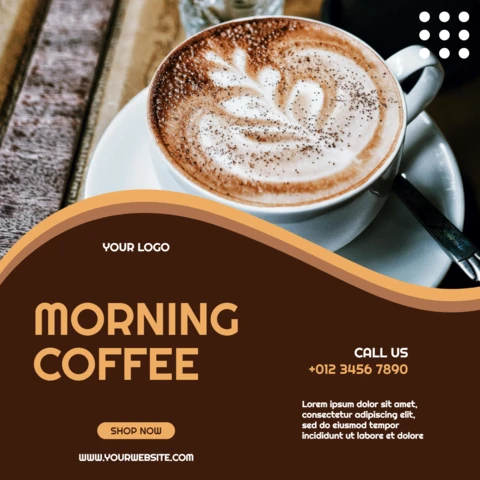 YOUR LOGO
MORNING
COFFEE
CALL US
+012 3456 7890
Lorem ipsum dolor sit amet,
consectetur adipiscing elit,
sed do eiusmod tempor
incididunt ut labore et dolore
SHOP NOW
WWW.YOURWEBSITE.COM